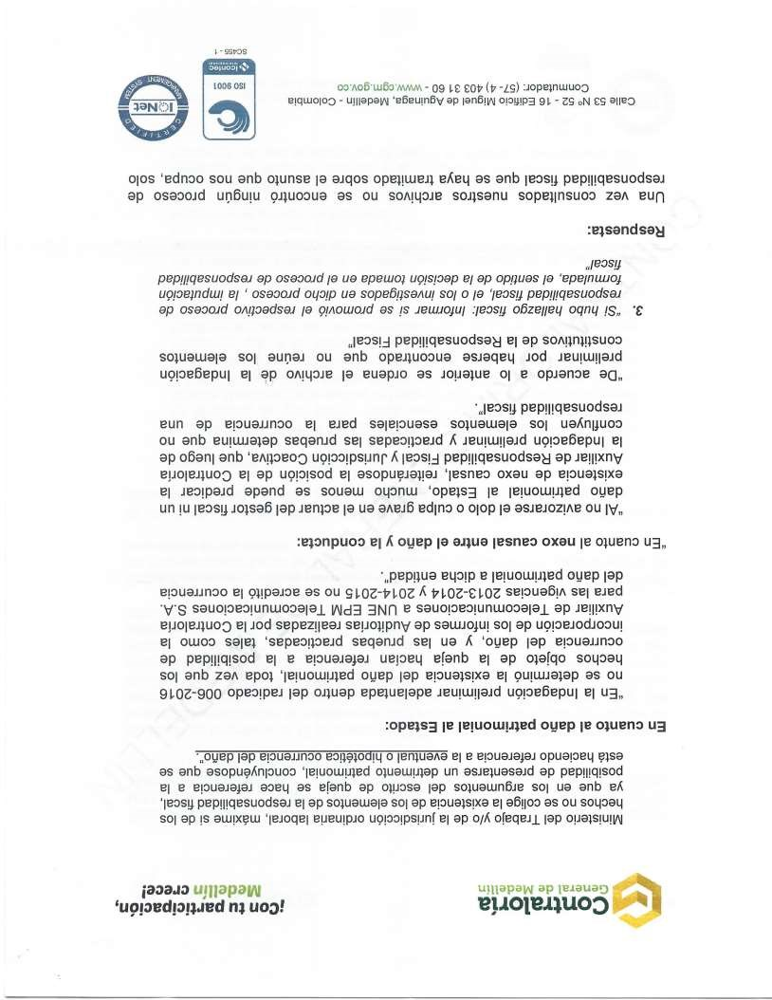 Contraloría
General de Medellín
¡Con tu participación,
Medellín crece!
Ministerio del Trabajo y/o de la jurisdicción ordinaria laboral, máxime si de los
hechos no se colige la existencia de los elementos de la responsabilidad fiscal,
ya que en los argumentos del escrito de queja se hace referencia a la
posibilidad de presentarse un detrimento patrimonial, concluyéndose que se
está haciendo referencia a la eventual o hipotética ocurrencia del daño".
En cuanto al daño patrimonial al Estado:
"En la Indagación preliminar adelantada dentro del radicado 006-2016
no se determinó la existencia del daño patrimonial, toda vez que los
hechos objeto de la queja hacían referencia a la posibilidad de
ocurrencia del daño, y en las pruebas practicadas, tales como la
incorporación de los informes de Auditorías realizadas por la Contraloría
Auxiliar de Telecomunicaciones a UNE EPM Telecomunicaciones S.A.
para las vigencias 2013-2014 y 2014-2015 no se acreditó la ocurrencia
del daño patrimonial a dicha entidad".
"En cuanto al nexo causal entre el daño y la conducta:
"Al no avizorarse el dolo o culpa grave en el actuar del gestor fiscal ni un
daño patrimonial al Estado, mucho menos se puede predicar la
existencia de nexo causal, reiterándose la posición de la Contraloría
Auxiliar de Responsabilidad Fiscal y Jurisdicción Coactiva, que luego de
la Indagación preliminar y practicadas las pruebas determina que no
confluyen los elementos esenciales para la ocurrencia de una
responsabilidad fiscal".
"De acuerdo a lo anterior se ordena el archivo de la Indagación
preliminar por haberse encontrado que no reúne los elementos
constitutivos de la Responsabilidad Fiscal"
3. "Si hubo hallazgo fiscal: Informar si se promovió el respectivo proceso de
responsabilidad fiscal, el o los investigados en dicho proceso , la imputación
formulada, el sentido de la decisión tomada en el proceso de responsabilidad
fiscal"
Respuesta:
Una vez consultados nuestros archivos no se encontró ningún proceso de
responsabilidad fiscal que se haya tramitado sobre el asunto que nos ocupa, solo
Calle 53 Nº 52 - 16 Edificio Miguel de Aguinaga, Medellín - Colombia
Conmutador: (57- 4) 403 31 60 - www.cgm.gov.co
ISO 9001
icontec
SC455 - 1
CERTIFIED
IQNet
MANAGEMENT SYSTEM